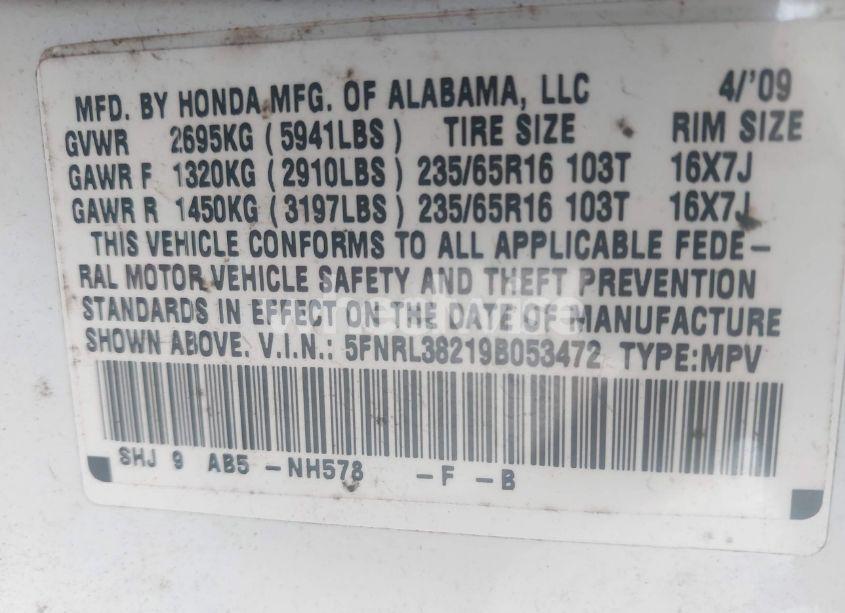 MFD. BY HONDA MFG. OF ALABAMA, LLC 4/'09
GVWR 2695KG (5941LBS) TIRE SIZE RIM SIZE
GAWR F 1320KG (2910LBS) 235/65R16 103T 16X7J
GAWR R 1450KG (3197LBS) 235/65R16 103T 16X7J
THIS VEHICLE CONFORMS TO ALL APPLICABLE FEDE-
RAL MOTOR VEHICLE SAFETY AND THEFT PREVENTION
STANDARDS IN EFFECT ON THE DATE OF MANUFACTURE
SHOWN ABOVE. V.I.N.: 5FNRL38219B053472 TYPE:MPV
SHJ 9 AB5 -NH578 -F -B